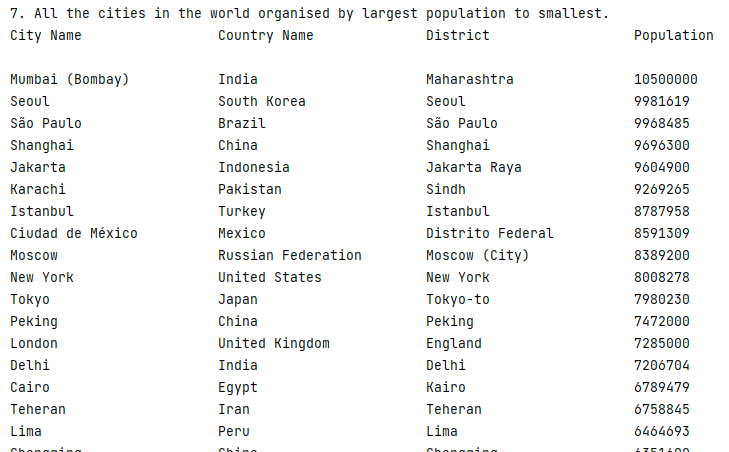 7. All the cities in the world organised by largest population to smallest.
City Name Country Name District Population
Mumbai (Bombay) India Maharashtra 10500000
Seoul South Korea Seoul 9981619
São Paulo Brazil São Paulo 9968485
Shanghai China Shanghai 9696300
Jakarta Indonesia Jakarta Raya 9604900
Karachi Pakistan Sindh 9269265
Istanbul Turkey Istanbul 8787958
Ciudad de México Mexico Distrito Federal 8591309
Moscow Russian Federation Moscow (City) 8389200
New York United States New York 8008278
Tokyo Japan Tokyo-to 7980230
Peking China Peking 7472000
London United Kingdom England 7285000
Delhi India Delhi 7206704
Cairo Egypt Kairo 6789479
Teheran Iran Teheran 6758845
Lima Peru Lima 6464693